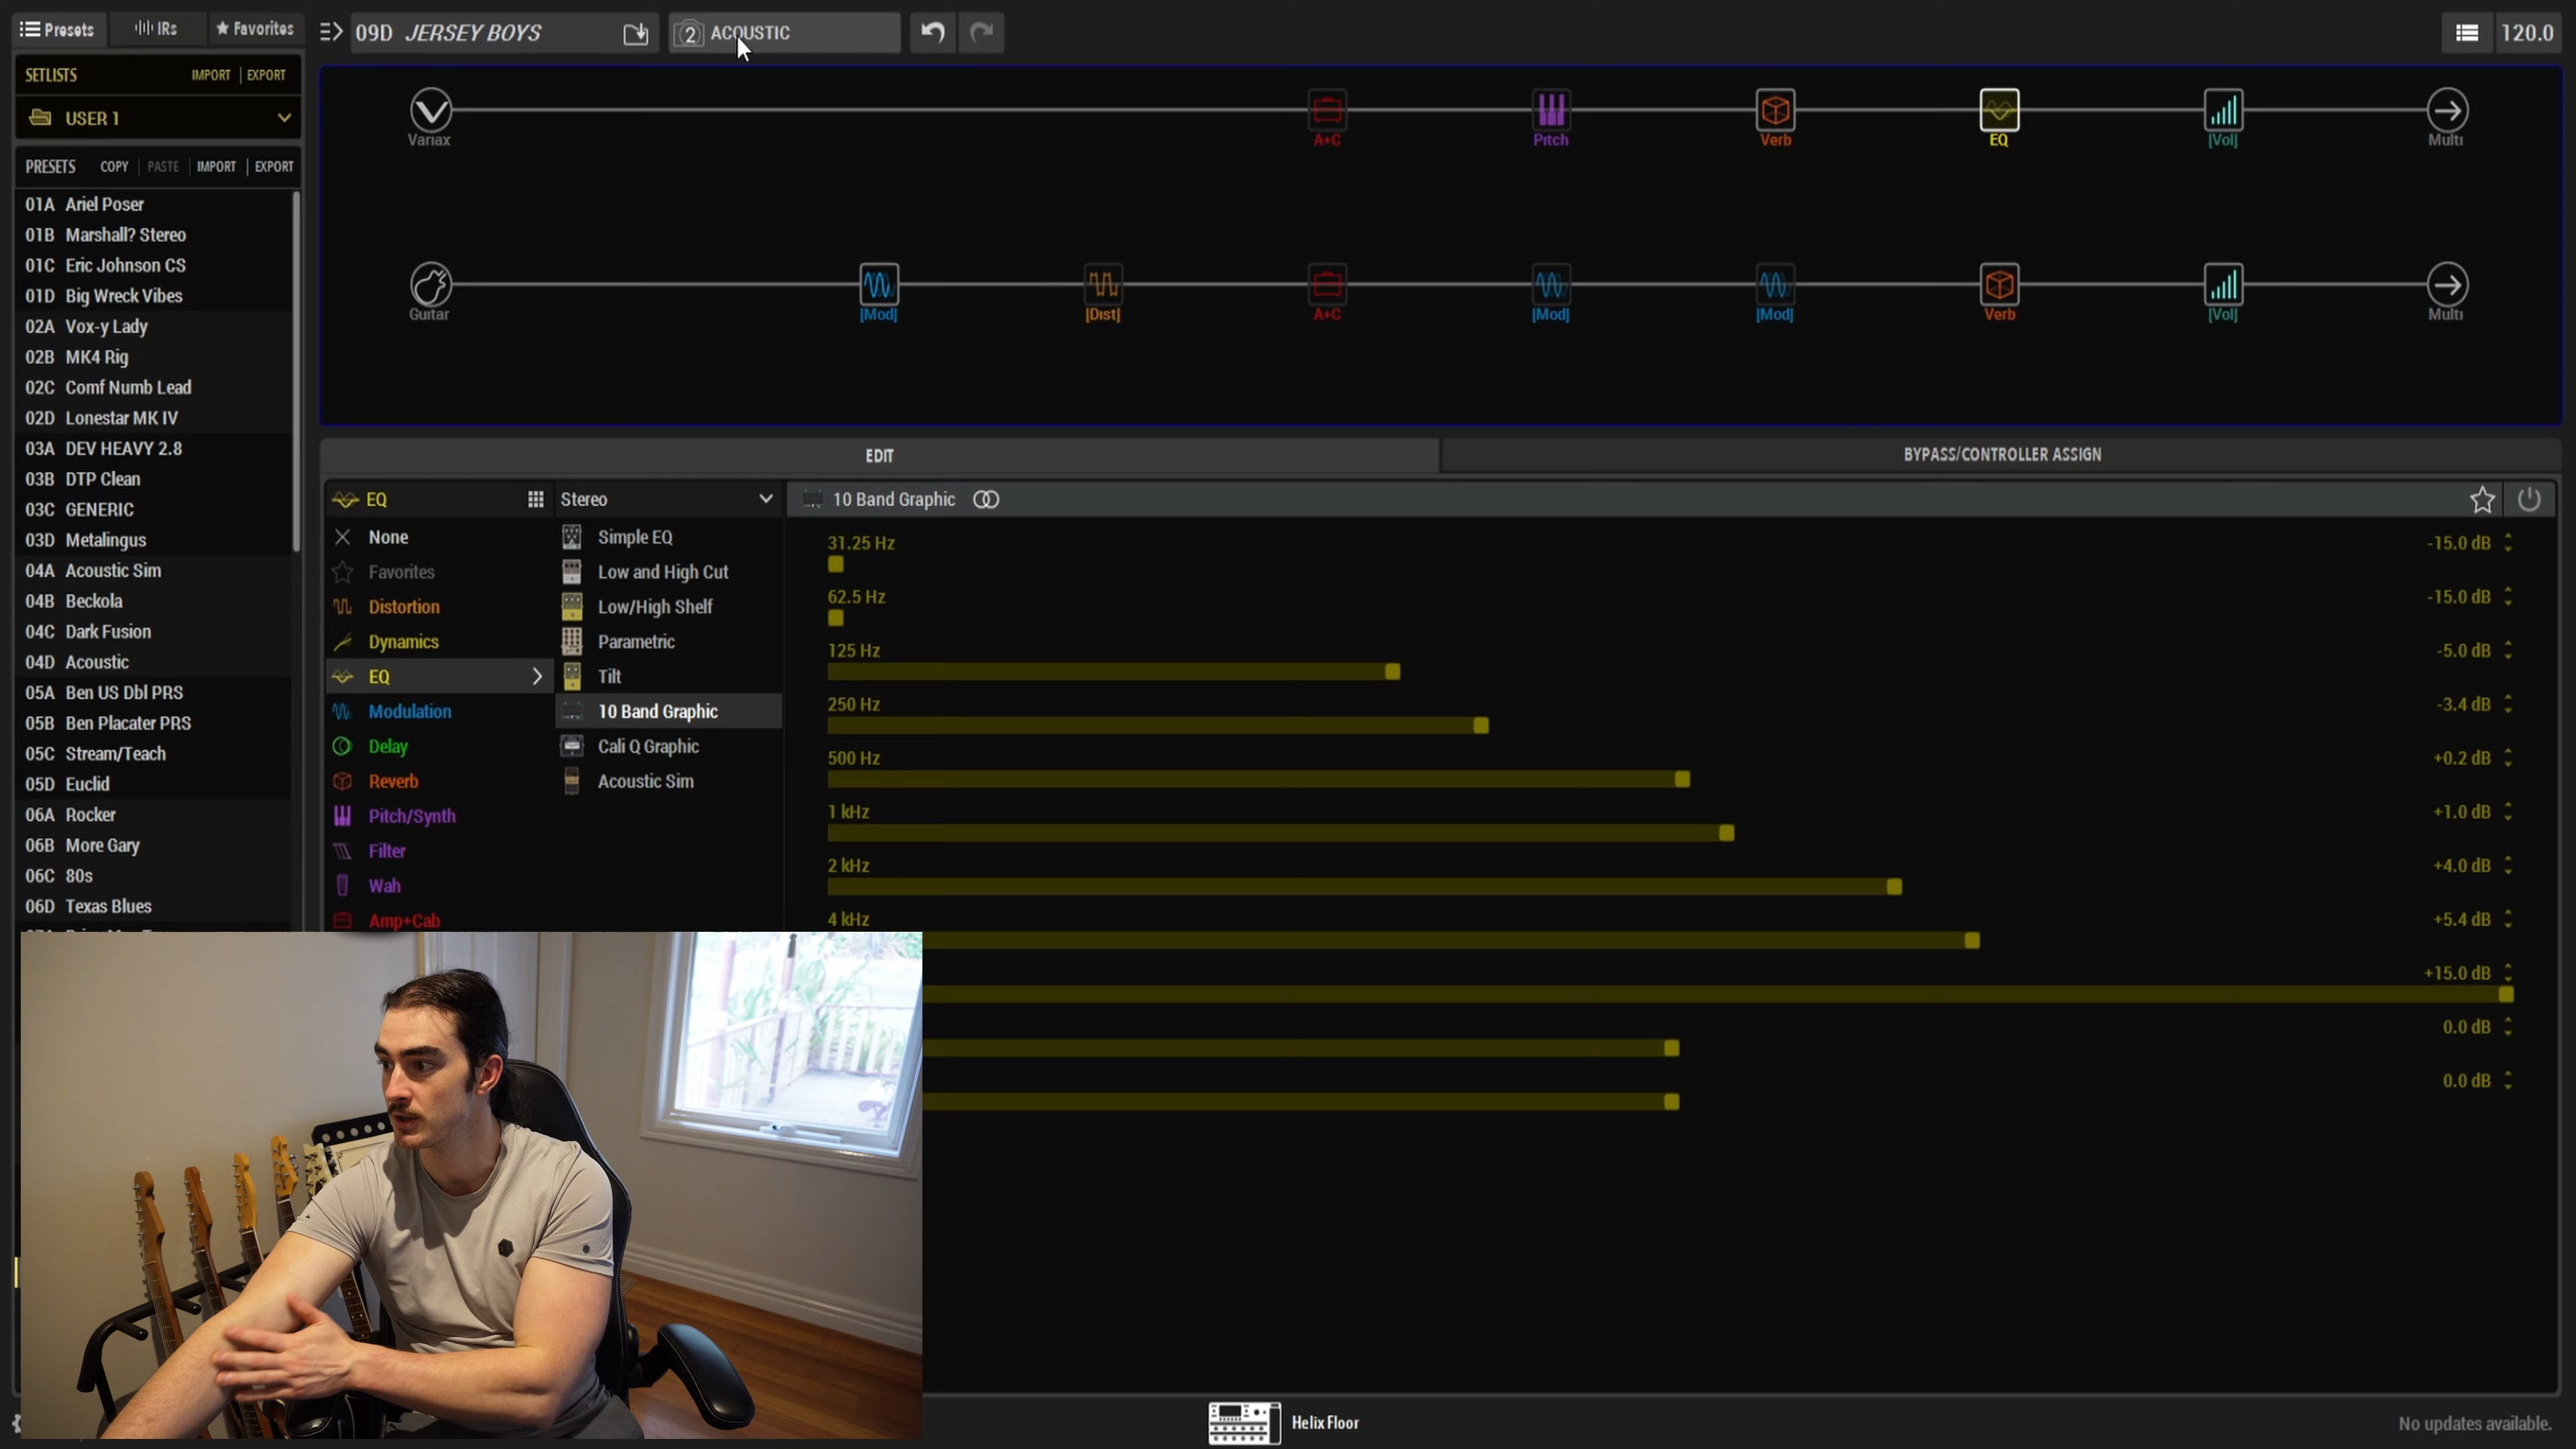 Presets IRs Favorites 09D JERSEY BOYS 2 ACOUSTIC 120.0
SETLISTS IMPORT EXPORT
USER 1
PRESETS COPY PASTE IMPORT EXPORT
01A Ariel Poser
01B Marshall? Stereo
01C Eric Johnson CS
01D Big Wreck Vibes
02A Vox-y Lady
02B MK4 Rig
02C Comf Numb Lead
02D Lonestar MK IV
03A DEV HEAVY 2.8
03B DTP Clean
03C GENERIC
03D Metalingus
04A Acoustic Sim
04B Beckola
04C Dark Fusion
04D Acoustic
05A Ben US Dbl PRS
05B Ben Placater PRS
05C Stream/Teach
05D Euclid
06A Rocker
06B More Gary
06C 80s
06D Texas Blues
Variax A+C Pitch Verb EQ [Vol] Multi
Guitar [Mod] [Dist] A+C [Mod] [Mod] Verb [Vol] Multi
EDIT BYPASS/CONTROLLER ASSIGN
EQ Stereo 10 Band Graphic
None
Favorites
Distortion
Dynamics
EQ
Modulation
Delay
Reverb
Pitch/Synth
Filter
Wah
Amp+Cab
Simple EQ
Low and High Cut
Low/High Shelf
Parametric
Tilt
10 Band Graphic
Cali Q Graphic
Acoustic Sim
31.25 Hz -15.0 dB
62.5 Hz -15.0 dB
125 Hz -5.0 dB
250 Hz -3.4 dB
500 Hz +0.2 dB
1 kHz +1.0 dB
2 kHz +4.0 dB
4 kHz +5.4 dB
+15.0 dB
0.0 dB
0.0 dB
Helix Floor
No updates available.